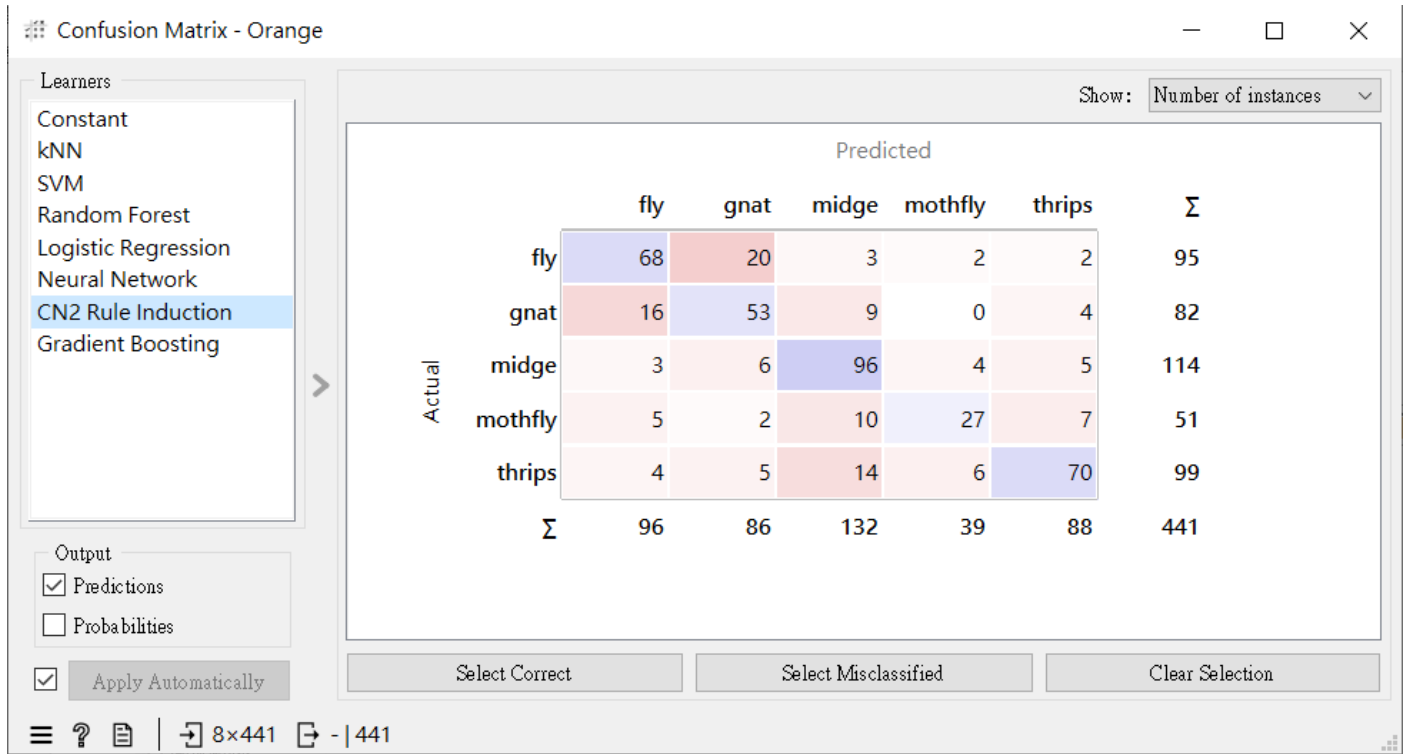 Confusion Matrix - Orange
Learners
Constant
kNN
SVM
Random Forest
Logistic Regression
Neural Network
CN2 Rule Induction
Gradient Boosting
Output
Predictions
Probabilities
Apply Automatically
Show: Number of instances
Predicted
fly gnat midge mothfly thrips Σ
Actual
fly 68 20 3 2 2 95
gnat 16 53 9 0 4 82
midge 3 6 96 4 5 114
mothfly 5 2 10 27 7 51
thrips 4 5 14 6 70 99
Σ 96 86 132 39 88 441
Select Correct Select Misclassified Clear Selection
8×441 - | 441